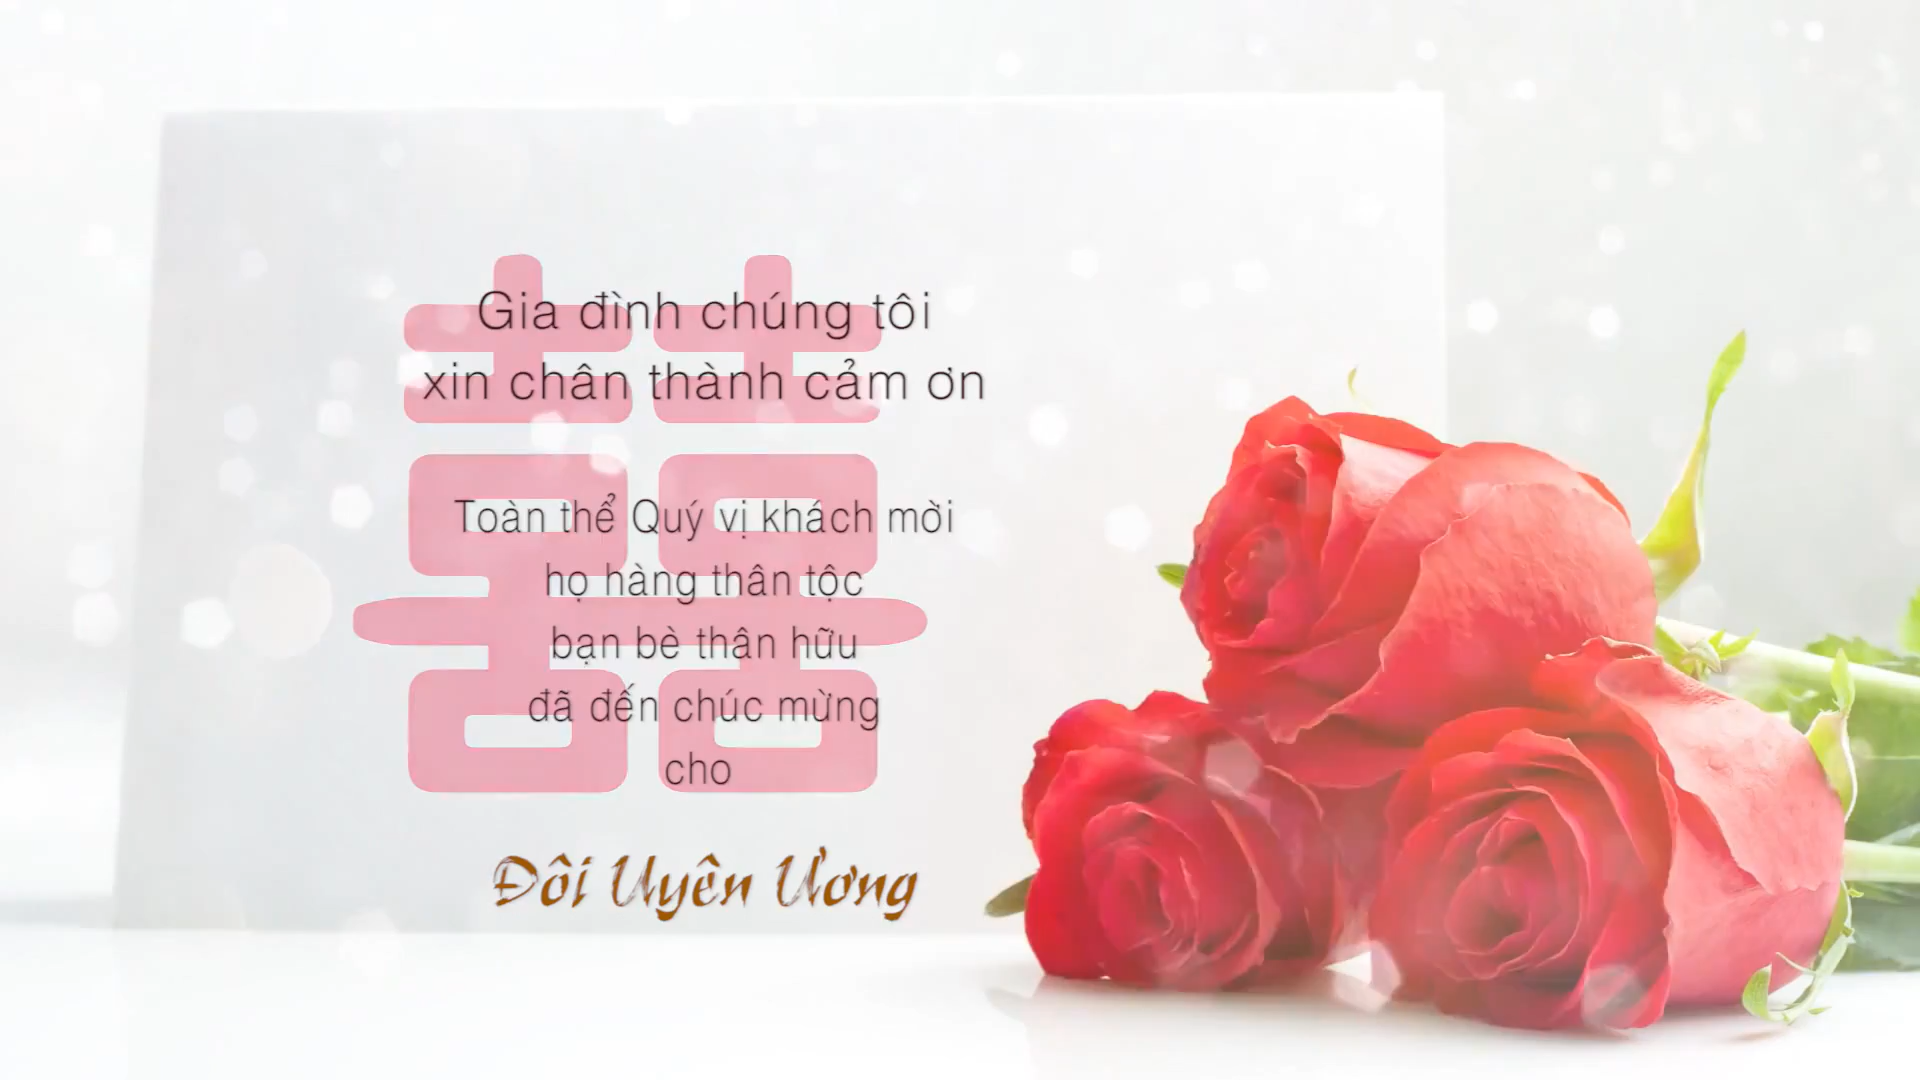 囍
Gia đình chúng tôi
xin chân thành cảm ơn
Toàn thể Quý vị khách mời
họ hàng thân tộc
bạn bè thân hữu
đã đến chúc mừng
cho
Đôi Uyên Ương